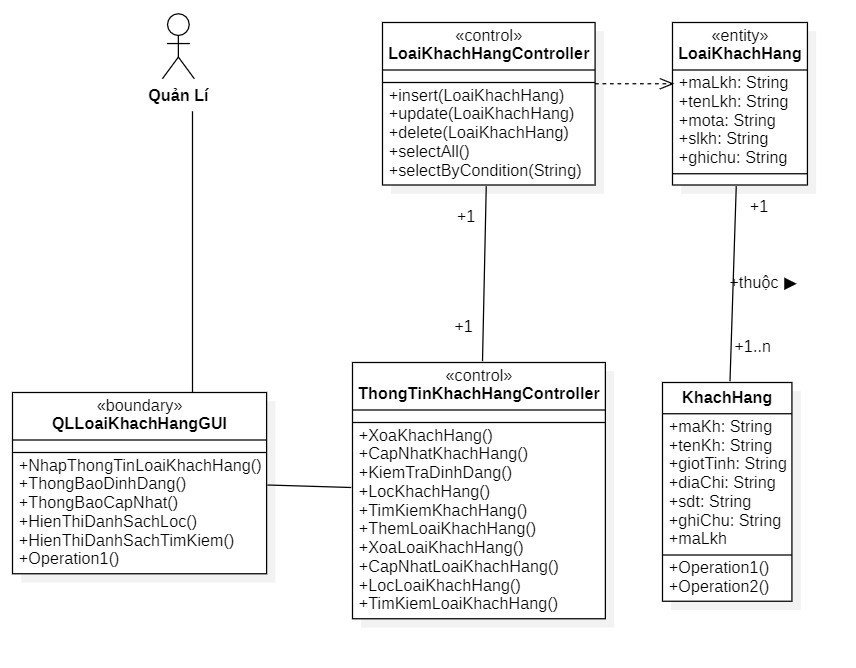 Quản Lí
«control»
LoaiKhachHangController
+insert(LoaiKhachHang)
+update(LoaiKhachHang)
+delete(LoaiKhachHang)
+selectAll()
+selectByCondition(String)
«entity»
LoaiKhachHang
+maLkh: String
+tenLkh: String
+mota: String
+slkh: String
+ghichu: String
+1
+1
+1
+thuộc ▶
+1..n
«boundary»
QLLoaiKhachHangGUI
+NhapThongTinLoaiKhachHang()
+ThongBaoDinhDang()
+ThongBaoCapNhat()
+HienThiDanhSachLoc()
+HienThiDanhSachTimKiem()
+Operation1()
«control»
ThongTinKhachHangController
+XoaKhachHang()
+CapNhatKhachHang()
+KiemTraDinhDang()
+LocKhachHang()
+TimKiemKhachHang()
+ThemLoaiKhachHang()
+XoaLoaiKhachHang()
+CapNhatLoaiKhachHang()
+LocLoaiKhachHang()
+TimKiemLoaiKhachHang()
KhachHang
+maKh: String
+tenKh: String
+giotTinh: String
+diaChi: String
+sdt: String
+ghiChu: String
+maLkh
+Operation1()
+Operation2()